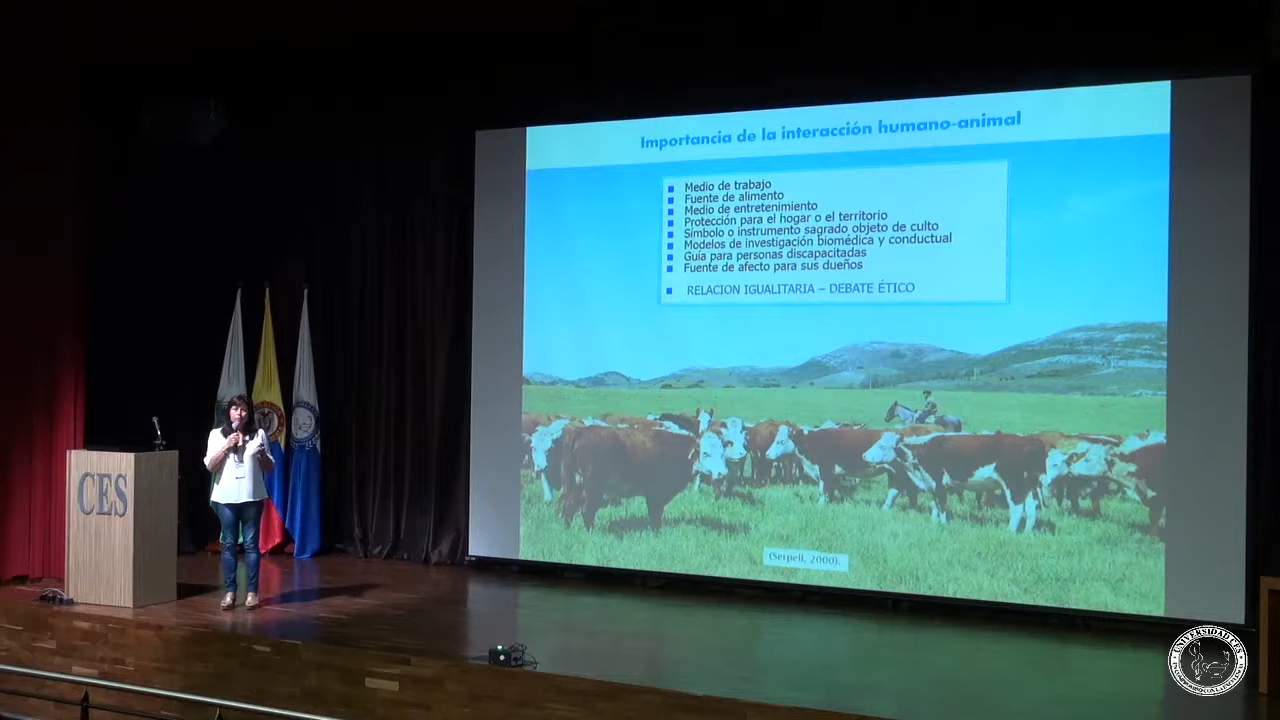 Importancia de la interacción humano-animal
Medio de trabajo
Fuente de alimento
Medio de entretenimiento
Protección para el hogar o el territorio
Símbolo o instrumento sagrado objeto de culto
Modelos de investigación biomédica y conductual
Guía para personas discapacitadas
Fuente de afecto para sus dueños
RELACION IGUALITARIA – DEBATE ÉTICO
(Serpell, 2000).
CES
UNIVERSIDAD CES